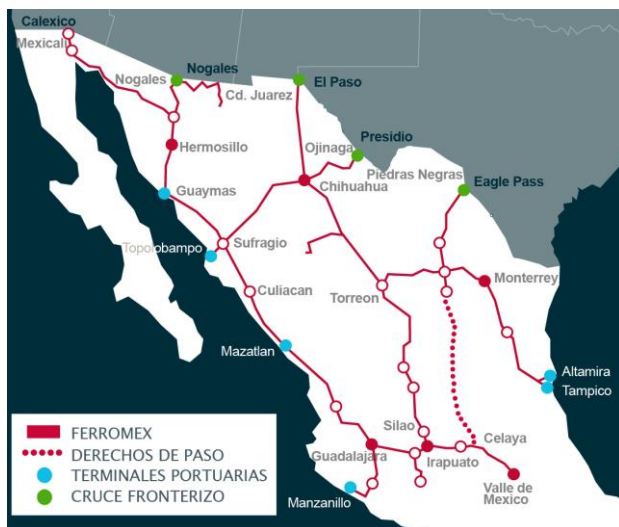 Calexico
Mexicali
Nogales
Nogales
Cd. Juarez
El Paso
Hermosillo
Ojinaga
Presidio
Guaymas
Chihuahua
Piedras Negras
Eagle Pass
Topolobampo
Sufragio
Culiacan
Torreon
Monterrey
Mazatlan
Altamira
Tampico
Silao
Celaya
Guadalajara
Irapuato
Valle de
Mexico
Manzanillo
FERROMEX
DERECHOS DE PASO
TERMINALES PORTUARIAS
CRUCE FRONTERIZO